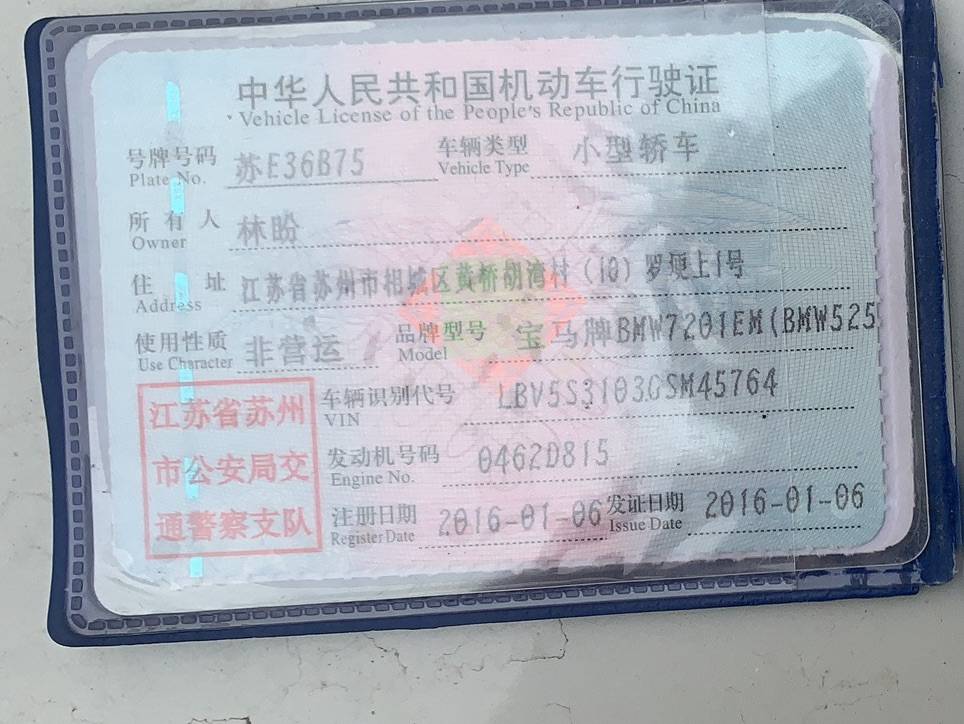 中华人民共和国机动车行驶证
Vehicle License of the People's Republic of China
号牌号码 苏E36B75 车辆类型 小型轿车
Plate No. Vehicle Type
所有人 林盼
Owner
住址 江苏省苏州市相城区黄桥胡湾村(10)罗埂上1号
Address
使用性质 非营运 品牌型号 宝马牌BMW7201EM(BMW525
Use Character Model
江苏省苏州
市公安局交
通警察支队
车辆识别代号 LBV5S3103GSM45764
VIN
发动机号码 0462D815
Engine No.
注册日期 2016-01-06 发证日期 2016-01-06
Register Date Issue Date